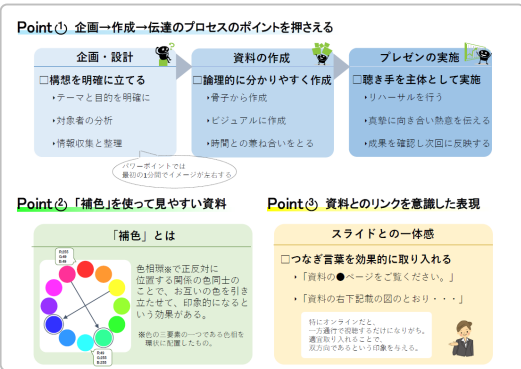 Point① 企画→作成→伝達のプロセスのポイントを押さえる
企画・設計
□構想を明確に立てる
・テーマと目的を明確に
・対象者の分析
・情報収集と整理
資料の作成
□論理的に分かりやすく作成
・骨子から作成
・ビジュアルに作成
・時間との兼ね合いをとる
プレゼンの実施
□聴き手を主体として実施
・リハーサルを行う
・真摯に向き合い熱意を伝える
・成果を確認し次回に反映する
パワーポイントでは
最初の1分間でイメージが左右する
Point② 「補色」を使って見やすい資料
「補色」とは
色相環※で正反対に
位置する関係の色同士の
ことで、お互いの色を引き
立たせて、印象的になると
いう効果がある。
※色の三要素の一つである色相を
環状に配置したもの。
Point③ 資料とのリンクを意識した表現
スライドとの一体感
□つなぎ言葉を効果的に取り入れる
・「資料の●ページをご覧ください。」
・「資料の右下記載の図のとおり・・・」
特にオンラインだと、
一方通行で視聴するだけになりがち。
適宜取り入れることで、
双方向であるという印象を与える。